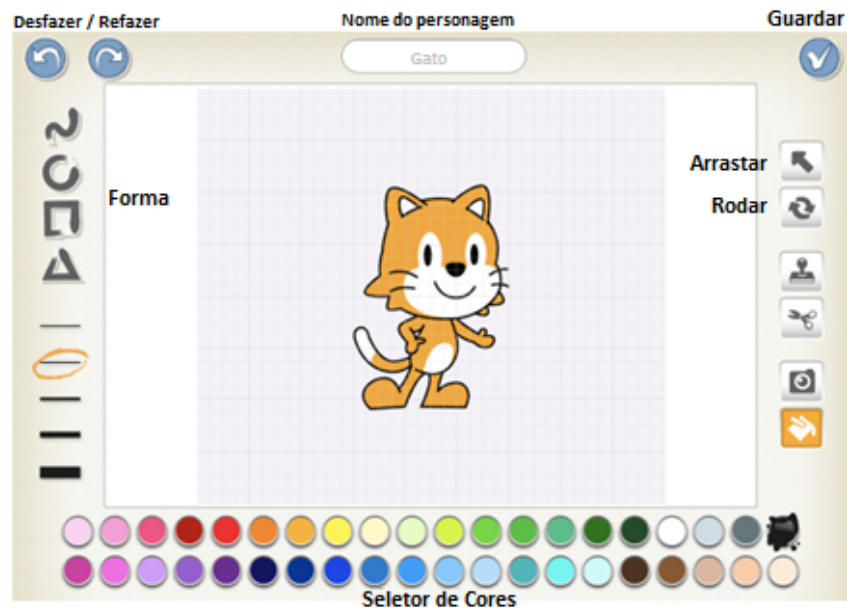 Desfazer / Refazer
Nome do personagem
Guardar
Gato
Arrastar
Forma
Rodar
Seletor de Cores